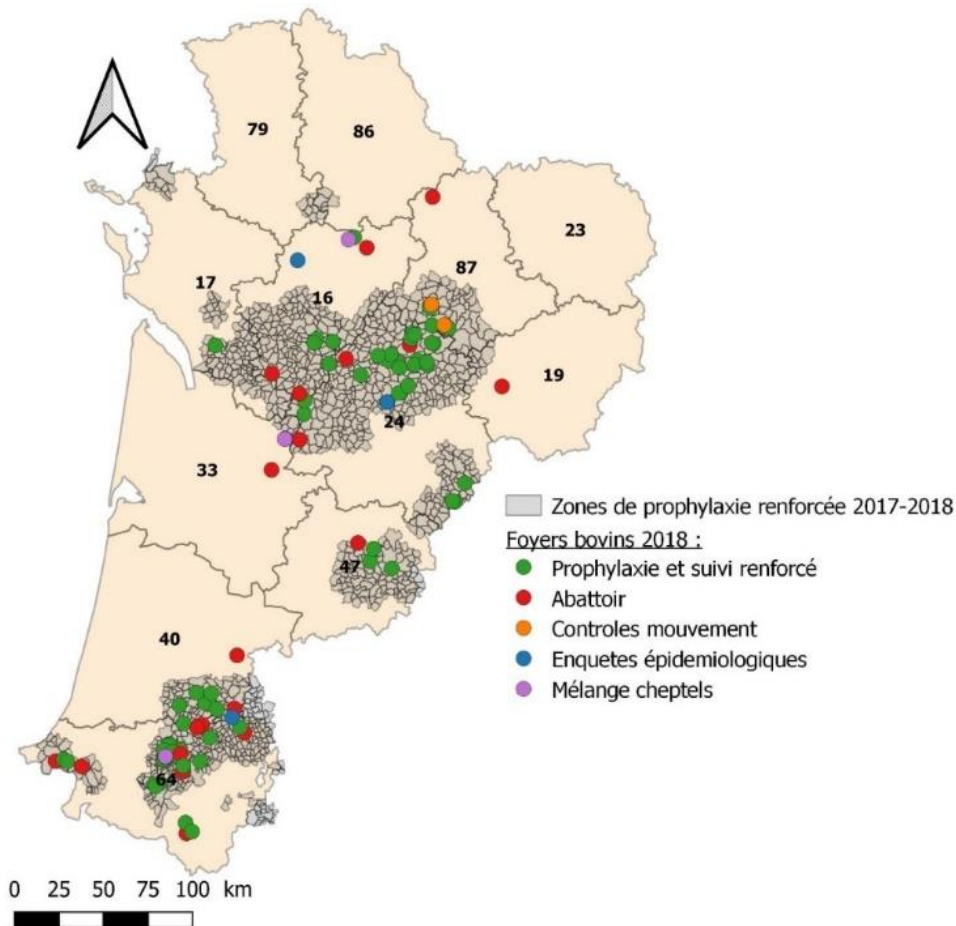 79
86
23
87
17
16
19
24
33
Zones de prophylaxie renforcée 2017-2018
Foyers bovins 2018 :
Prophylaxie et suivi renforcé
47
Abattoir
Controles mouvement
40
Enquetes épidemiologiques
Mélange cheptels
64
0 25 50 75 100 km